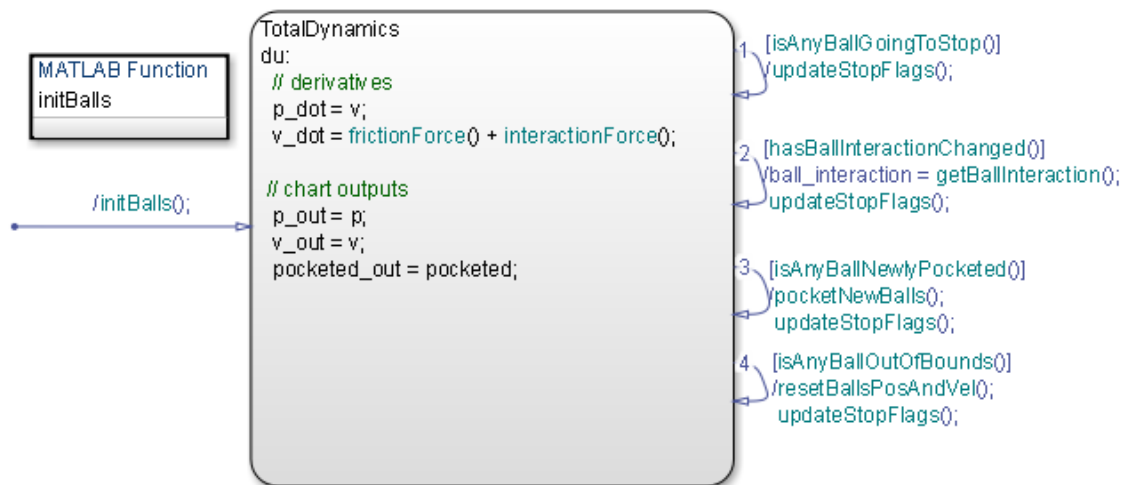 MATLAB Function
initBalls
/initBalls();
TotalDynamics
du:
// derivatives
p_dot = v;
v_dot = frictionForce() + interactionForce();
// chart outputs
p_out = p;
v_out = v;
pocketed_out = pocketed;
1
[isAnyBallGoingToStop()]
/updateStopFlags();
2
[hasBallInteractionChanged()]
/ball_interaction = getBallInteraction();
updateStopFlags();
3
[isAnyBallNewlyPocketed()]
/pocketNewBalls();
updateStopFlags();
4
[isAnyBallOutOfBounds()]
/resetBallsPosAndVel();
updateStopFlags();